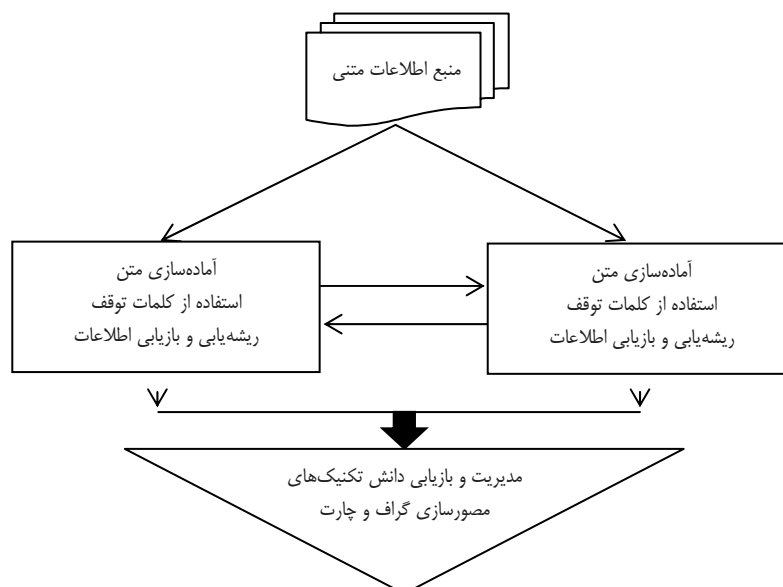 منبع اطلاعات متنی
آماده‌سازی متن
استفاده از کلمات توقف
ریشه‌یابی و بازیابی اطلاعات
آماده‌سازی متن
استفاده از کلمات توقف
ریشه‌یابی و بازیابی اطلاعات
مدیریت و بازیابی دانش تکنیک‌های
مصورسازی گراف و چارت